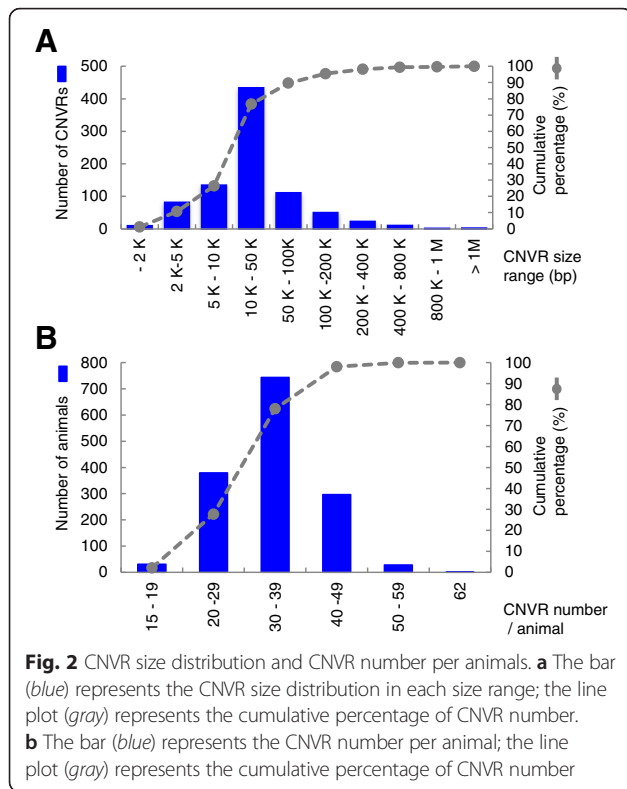 A
Number of CNVRs
500
400
300
200
100
0
100
90
80
70
60
50
40
30
20
10
0
Cumulative
percentage (%)
- 2 K
2 K-5 K
5 K - 10 K
10 K - 50 K
50 K - 100K
100 K -200 K
200 K - 400 K
400 K - 800 K
800 K - 1 M
> 1M
CNVR size
range (bp)
B
Number of animals
800
700
600
500
400
300
200
100
0
100
90
80
70
60
50
40
30
20
10
0
Cumulative
percentage (%)
15 - 19
20 -29
30 - 39
40 -49
50 - 59
62
CNVR number
/ animal
Fig. 2 CNVR size distribution and CNVR number per animals. a The bar
(blue) represents the CNVR size distribution in each size range; the line
plot (gray) represents the cumulative percentage of CNVR number.
b The bar (blue) represents the CNVR number per animal; the line
plot (gray) represents the cumulative percentage of CNVR number